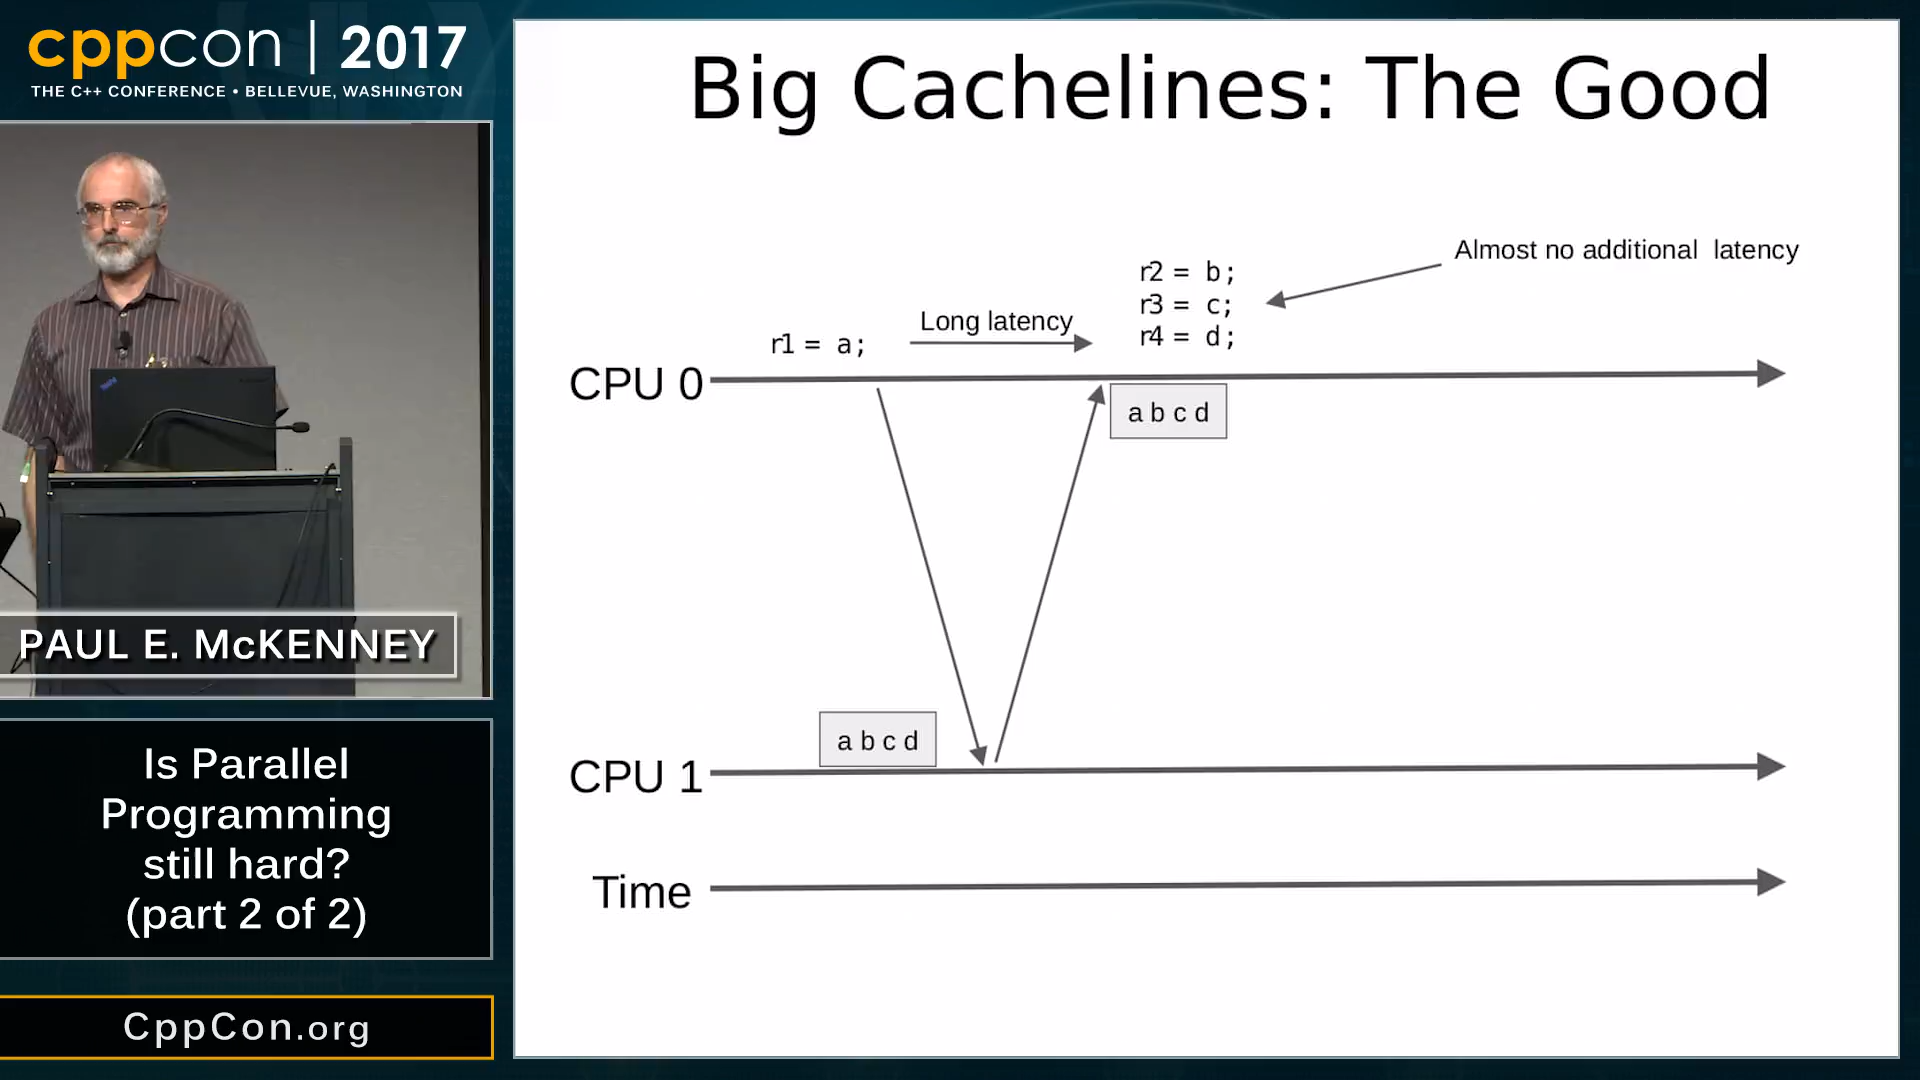 cppcon | 2017
THE C++ CONFERENCE • BELLEVUE, WASHINGTON
PAUL E. McKENNEY
Is Parallel
Programming
still hard?
(part 2 of 2)
CppCon.org
Big Cachelines: The Good
Almost no additional latency
r2 = b;
r3 = c;
r4 = d;
Long latency
r1 = a;
CPU 0
a b c d
a b c d
CPU 1
Time